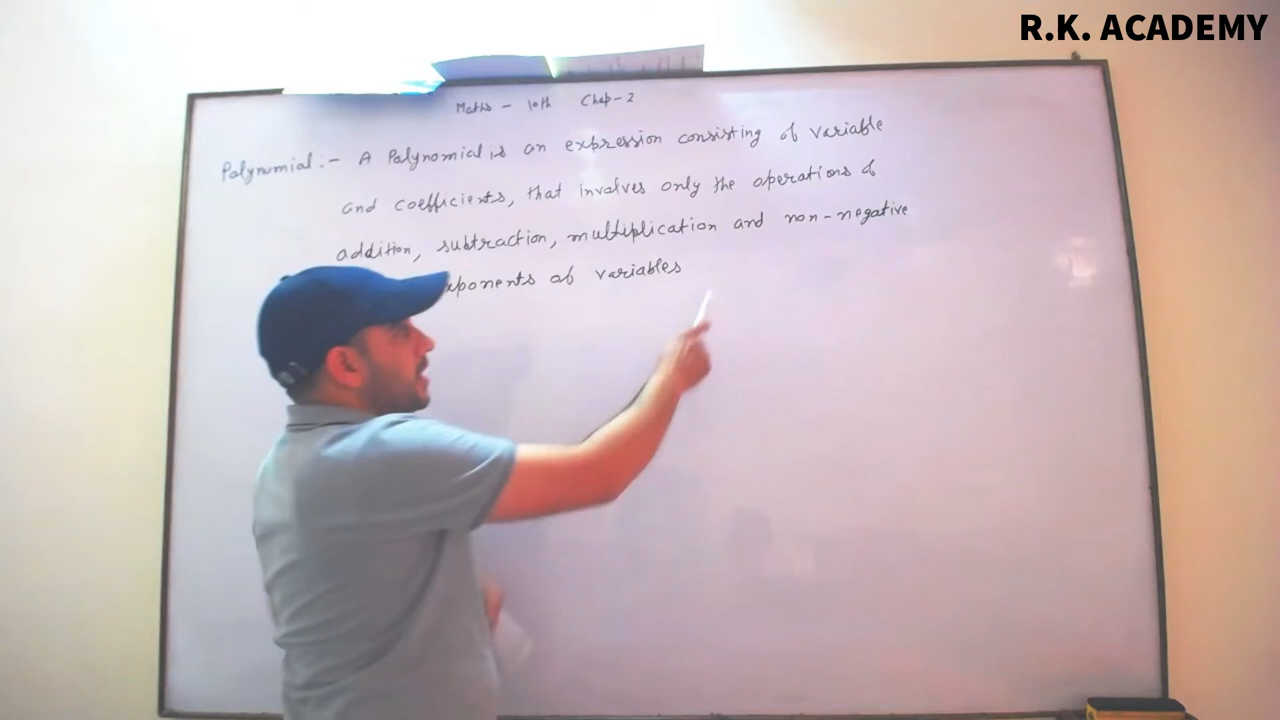 R.K. ACADEMY
Maths - 10th Chap-2
Polynomial :- A Polynomial is an expression consisting of variable
and coefficients, that involves only the operations of
addition, subtraction, multiplication and non-negative
xponents of variables